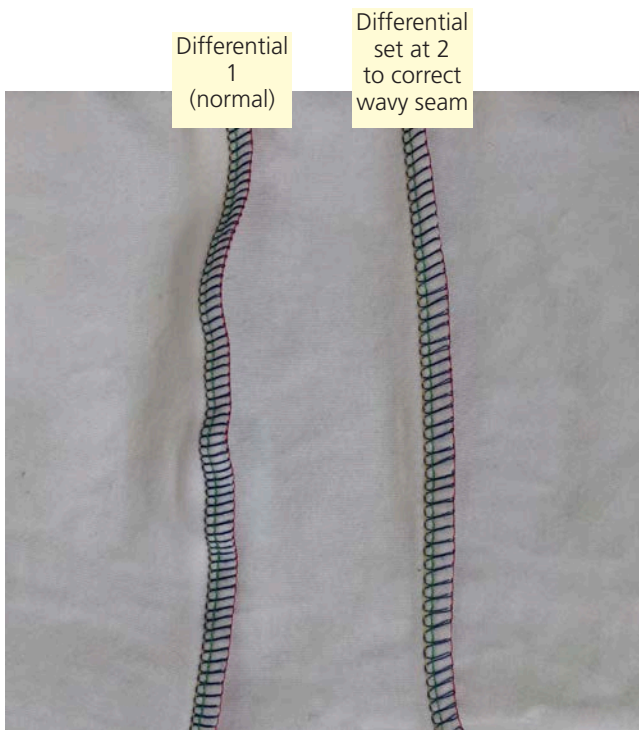 Differential
1
(normal)
Differential
set at 2
to correct
wavy seam